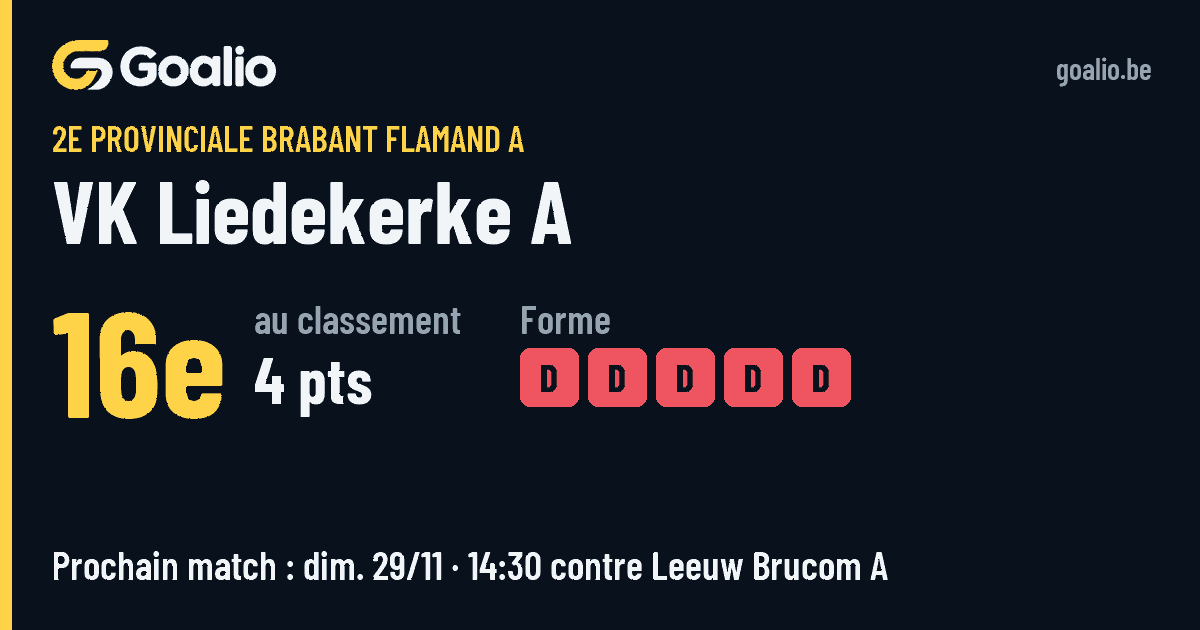 Goalio
goalio.be
2E PROVINCIALE BRABANT FLAMAND A
VK Liedekerke A
16e
au classement
4 pts
Forme
D D D D D
Prochain match : dim. 29/11 · 14:30 contre Leeuw Brucom A